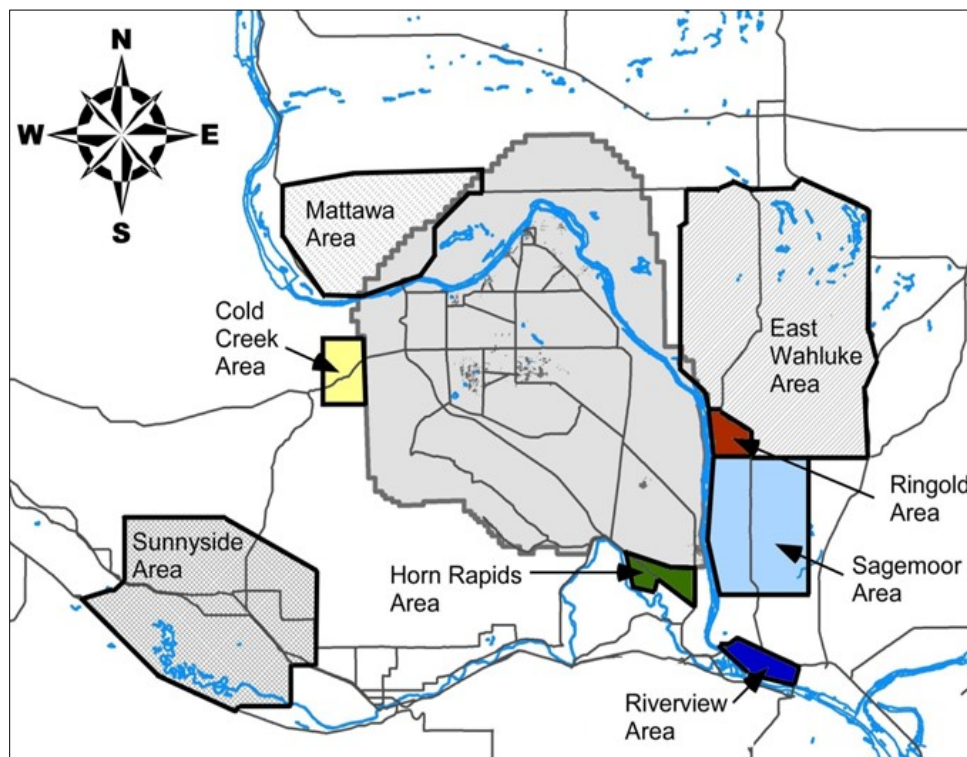 N
W
E
S
Mattawa
Area
Cold
Creek
Area
East
Wahluke
Area
Ringold
Area
Sunnyside
Area
Horn Rapids
Area
Sagemoor
Area
Riverview
Area